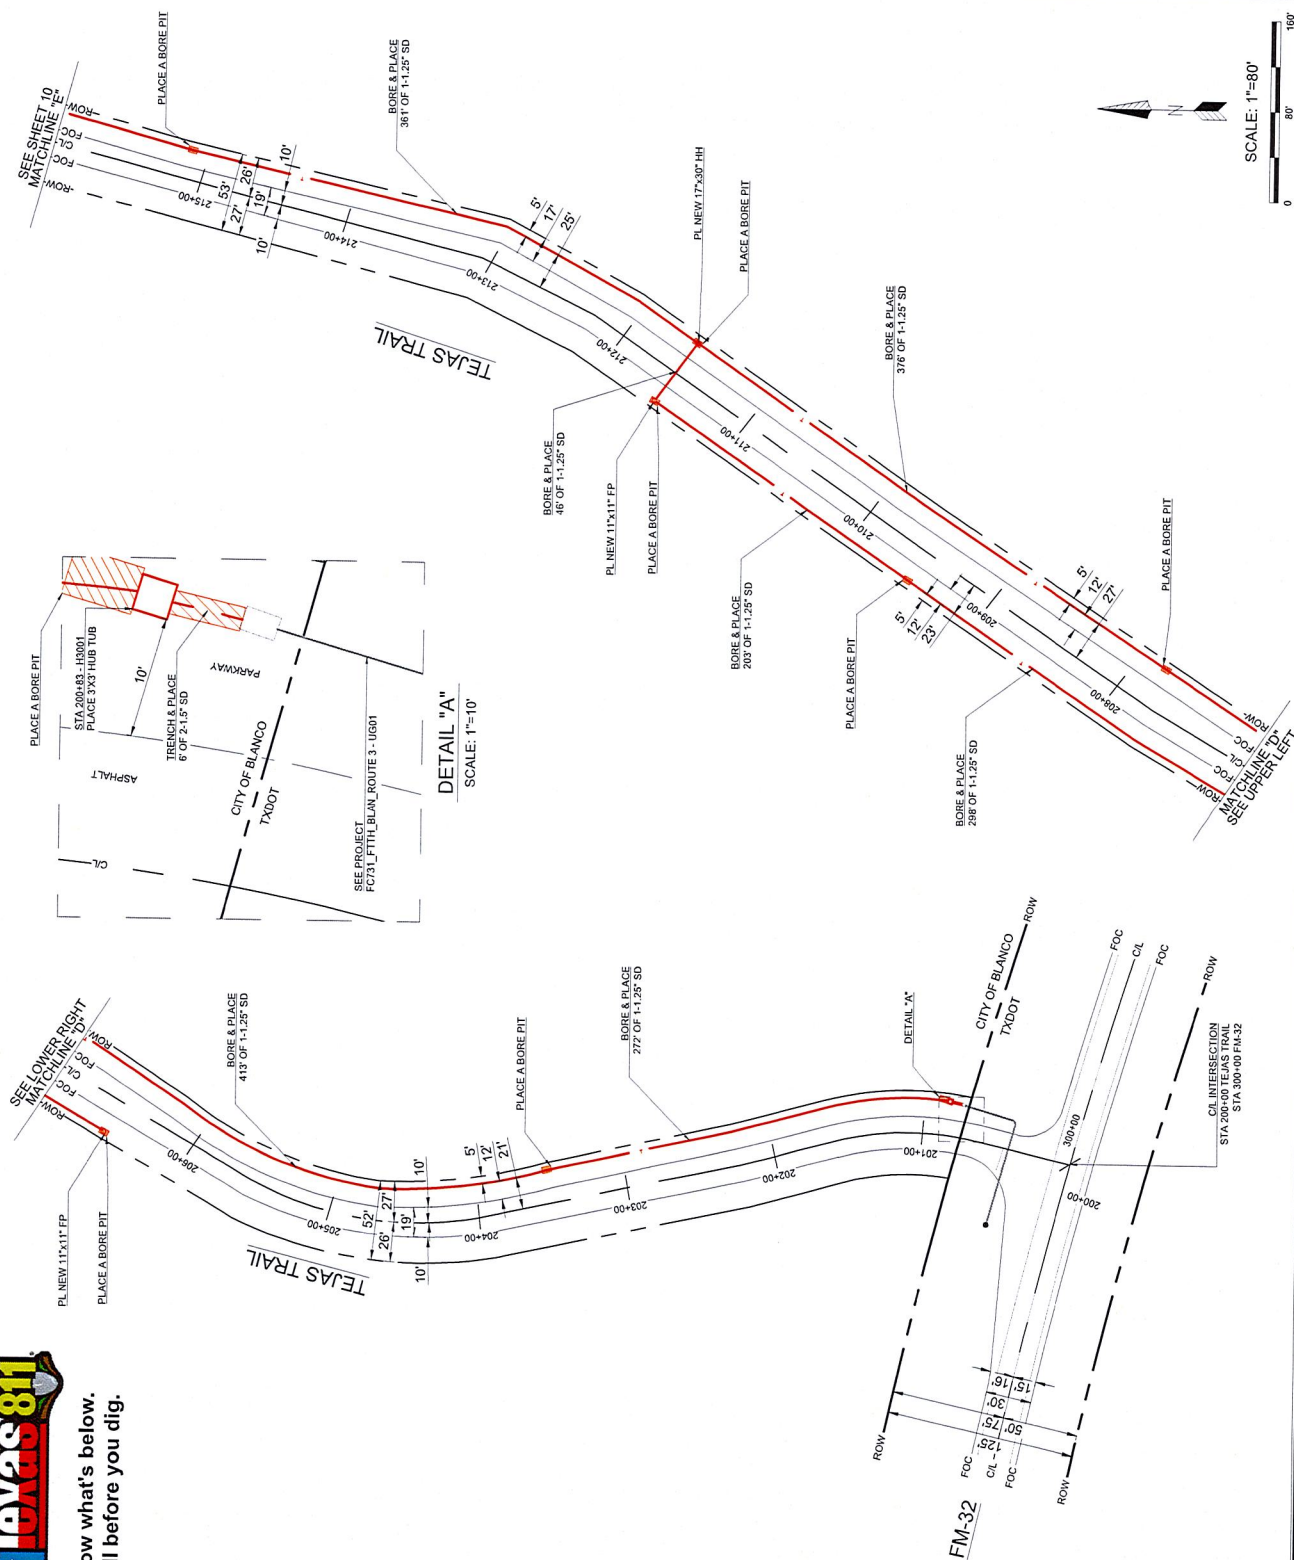 Texas811
ow what's below.
ll before you dig.
SEE LOWER RIGHT
MATCHLINE "D"
ROW
FOC
C/L
FOC
ROW
PL NEW 11"x11" FP
PLACE A BORE PIT
BORE & PLACE
413' OF 1-1.25" SD
206+00
205+00
TEJAS TRAIL
52'
26'
27'
19'
10'
10'
204+00
5'
12'
21'
PLACE A BORE PIT
203+00
BORE & PLACE
272' OF 1-1.25" SD
202+00
201+00
DETAIL "A"
CITY OF BLANCO
TXDOT
ROW
ROW
300+00
200+00
FOC
C/L
FOC
ROW
C/L INTERSECTION
STA 200+00 TEJAS TRAIL
STA 300+00 FM-32
16'
15'
30'
75'
50'
125'
FOC
C/L
FOC
ROW
FM-32
PLACE A BORE PIT
STA 200+83 - H3001
PLACE 3'X3' HUB TUB
10'
TRENCH & PLACE
6' OF 2-1.5" SD
PARKWAY
ASPHALT
C/L
CITY OF BLANCO
TXDOT
SEE PROJECT
FC731_FTTH_BLAN_ROUTE 3 - UG01
DETAIL "A"
SCALE: 1"=10'
SEE SHEET 10
MATCHLINE "E"
ROW
FOC
C/L
FOC
ROW
PLACE A BORE PIT
215+00
53'
27'
26'
19'
10'
10'
214+00
BORE & PLACE
361' OF 1-1.25" SD
213+00
5'
17'
25'
TEJAS TRAIL
212+00
PL NEW 17"x30" HH
PLACE A BORE PIT
BORE & PLACE
46' OF 1-1.25" SD
PL NEW 11"x11" FP
PLACE A BORE PIT
211+00
BORE & PLACE
376' OF 1-1.25" SD
BORE & PLACE
203' OF 1-1.25" SD
210+00
PLACE A BORE PIT
5'
12'
23'
209+00
5'
12'
27'
PLACE A BORE PIT
208+00
BORE & PLACE
298' OF 1-1.25" SD
ROW
FOC
C/L
FOC
ROW
MATCHLINE "D"
SEE UPPER LEFT
N
SCALE: 1"=80'
0
80'
160'